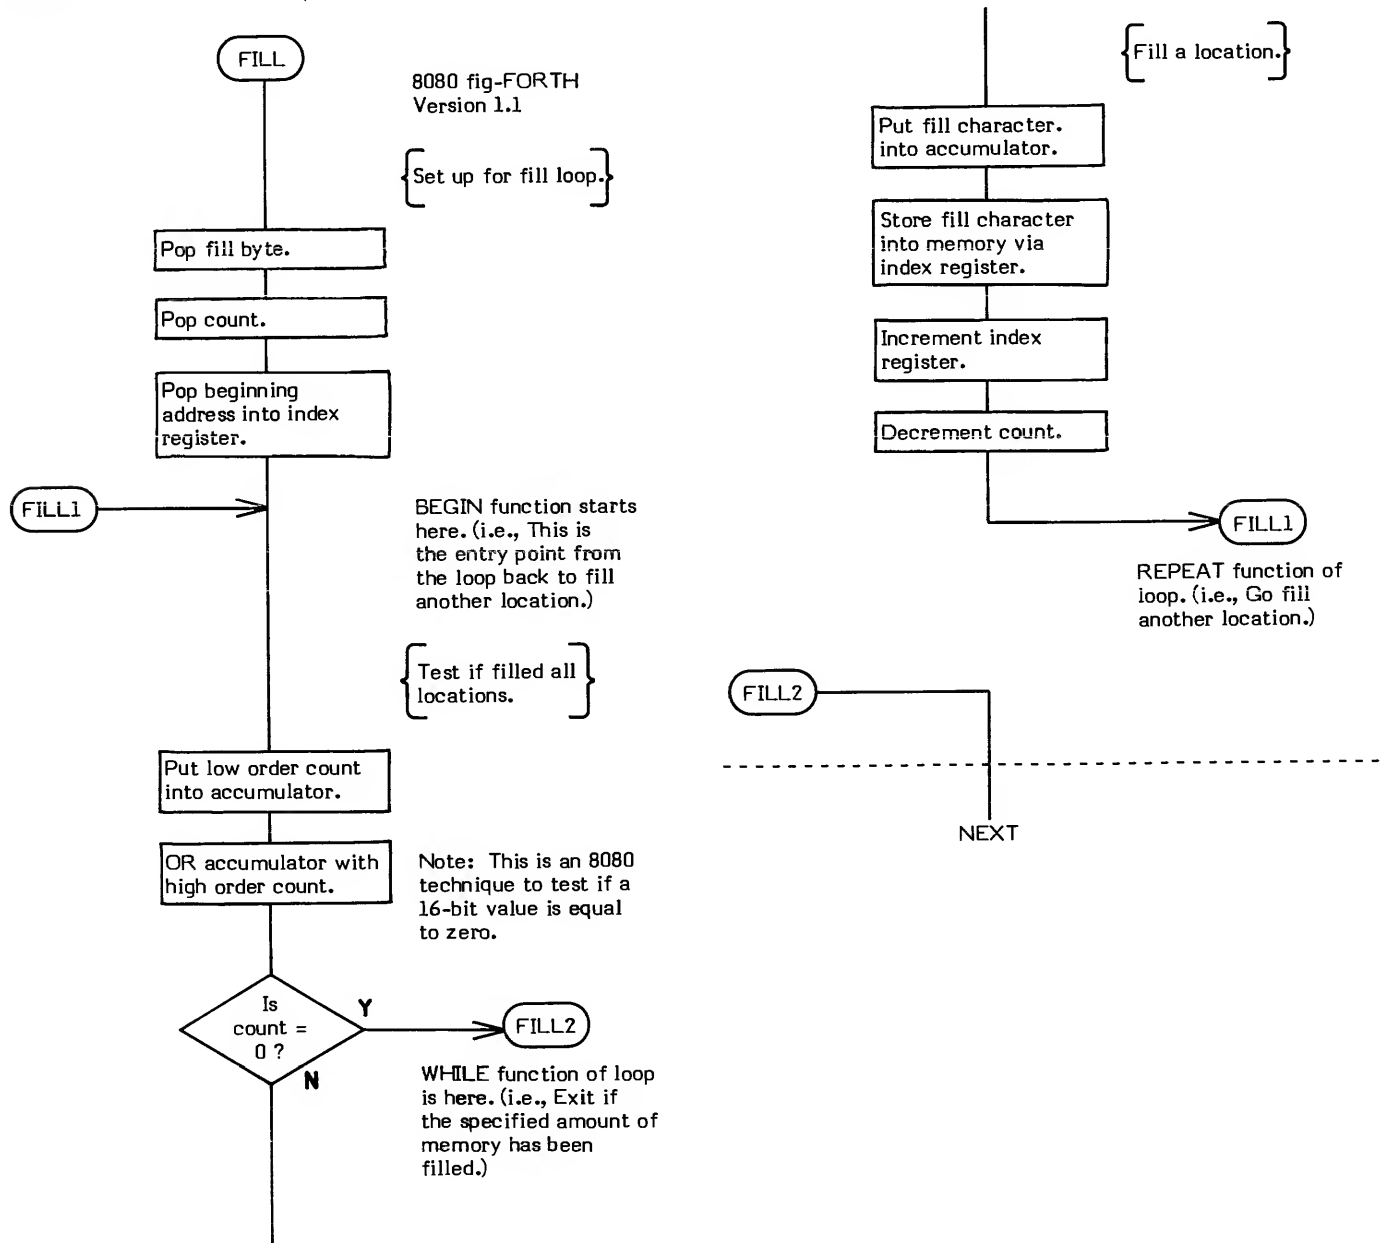 FILL
8080 fig-FORTH
Version 1.1
Set up for fill loop.
Pop fill byte.
Pop count.
Pop beginning
address into index
register.
FILL1
BEGIN function starts
here. (i.e., This is
the entry point from
the loop back to fill
another location.)
Test if filled all
locations.
Put low order count
into accumulator.
OR accumulator with
high order count.
Note: This is an 8080
technique to test if a
16-bit value is equal
to zero.
Is
count =
0 ?
Y
N
FILL2
WHILE function of loop
is here. (i.e., Exit if
the specified amount of
memory has been
filled.)
Fill a location.
Put fill character.
into accumulator.
Store fill character
into memory via
index register.
Increment index
register.
Decrement count.
FILL1
REPEAT function of
loop. (i.e., Go fill
another location.)
FILL2
NEXT